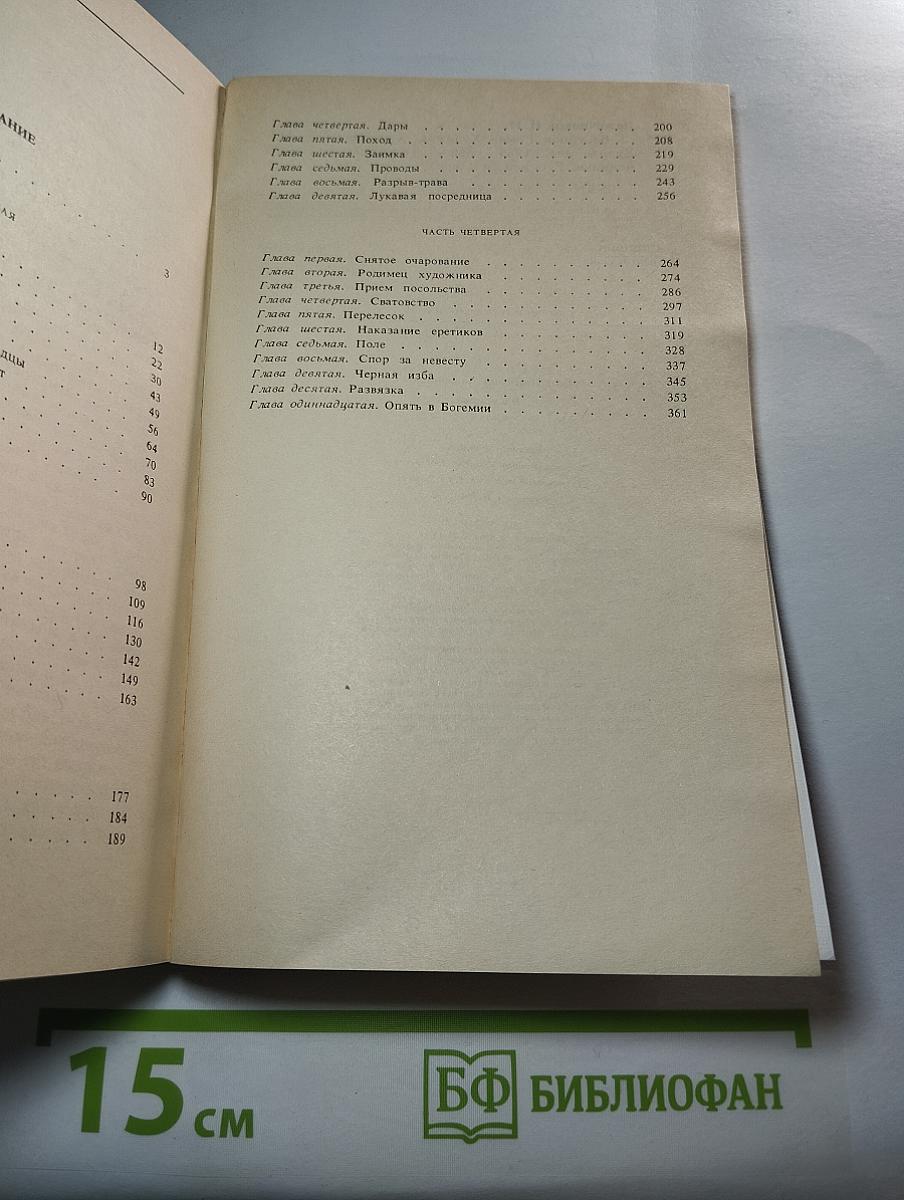 АНИЕ
3
12
дцы 22
30
43
49
56
64
70
83
90
98
109
116
130
142
149
163
177
184
189
Глава четвертая. Дары 200
Глава пятая. Поход 208
Глава шестая. Заимка 219
Глава седьмая. Проводы 229
Глава восьмая. Разрыв-трава 243
Глава девятая. Лукавая посредница 256
ЧАСТЬ ЧЕТВЕРТАЯ
Глава первая. Снятое очарование 264
Глава вторая. Родимец художника 274
Глава третья. Прием посольства 286
Глава четвертая. Сватовство 297
Глава пятая. Перелесок 311
Глава шестая. Наказание еретиков 319
Глава седьмая. Поле 328
Глава восьмая. Спор за невесту 337
Глава девятая. Черная изба 345
Глава десятая. Развязка 353
Глава одиннадцатая. Опять в Богемии 361
15 см
БФ БИБЛИОФАН